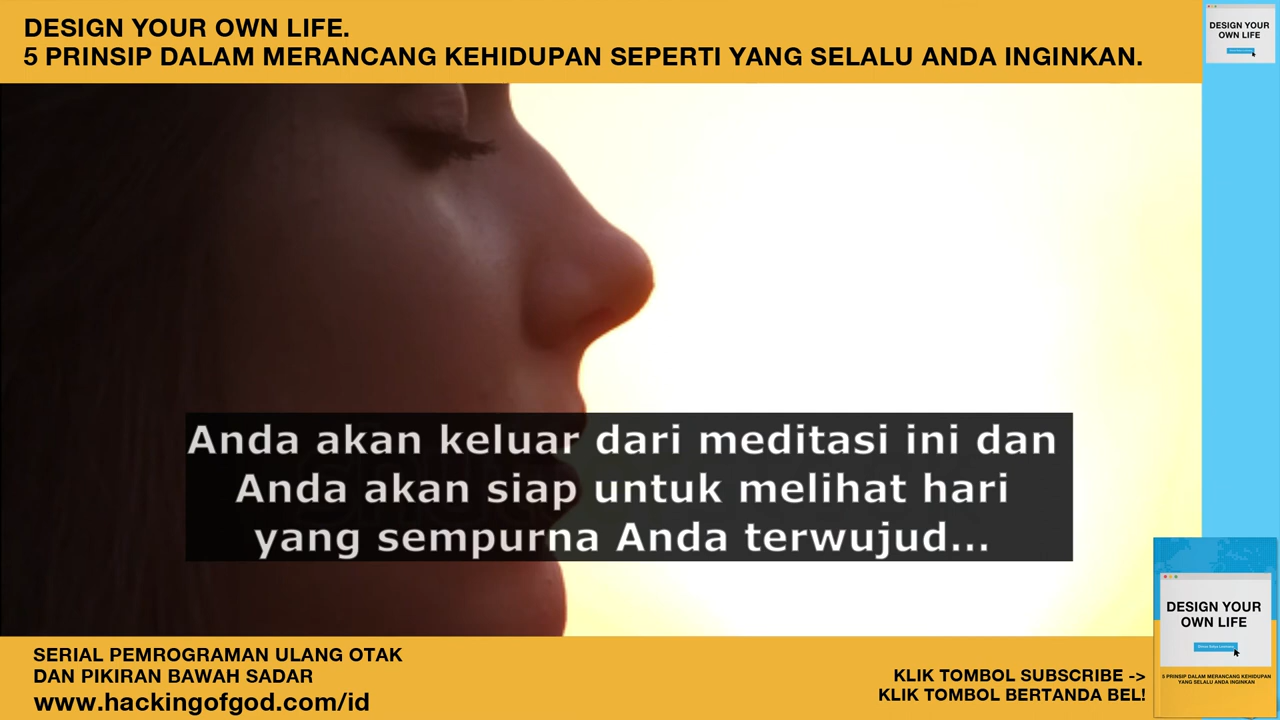 DESIGN YOUR OWN LIFE.
5 PRINSIP DALAM MERANCANG KEHIDUPAN SEPERTI YANG SELALU ANDA INGINKAN.
DESIGN YOUR
OWN LIFE
Anda akan keluar dari meditasi ini dan
Anda akan siap untuk melihat hari
yang sempurna Anda terwujud...
SERIAL PEMROGRAMAN ULANG OTAK
DAN PIKIRAN BAWAH SADAR
www.hackingofgod.com/id
KLIK TOMBOL SUBSCRIBE ->
KLIK TOMBOL BERTANDA BEL!
DESIGN YOUR
OWN LIFE
5 PRINSIP DALAM MERANCANG KEHIDUPAN
YANG SELALU ANDA INGINKAN